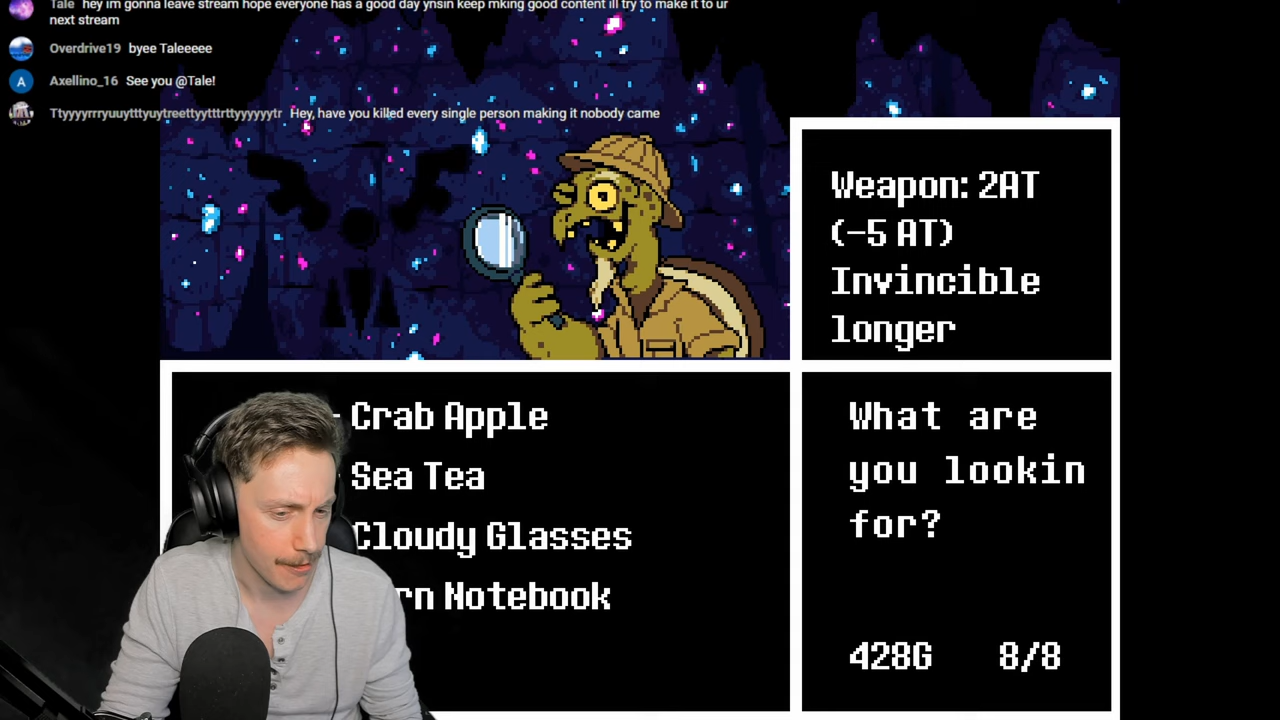 Tale hey im gonna leave stream hope everyone has a good day ynsin keep mking good content ill try to make it to ur
next stream
Overdrive19 byee Taleeeee
A Axellino_16 See you @Tale!
Ttyyyyrrryuuytttyuytreettyytttrttyyyyyytr Hey, have you killed every single person making it nobody came
Weapon: 2AT
(-5 AT)
Invincible
longer
- Crab Apple
Sea Tea
Cloudy Glasses
rn Notebook
What are
you lookin
for?
428G 8/8